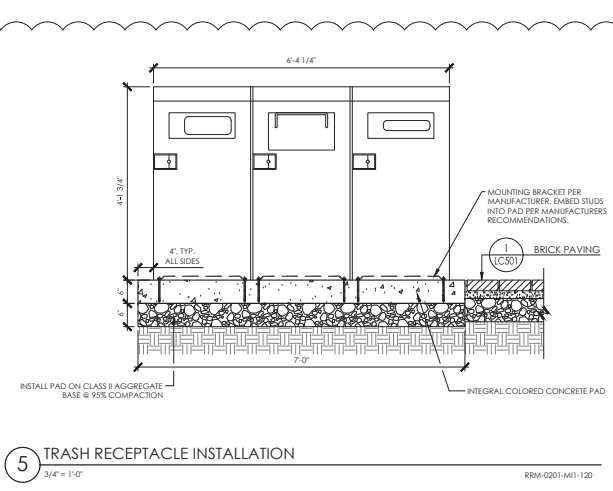 6'-4 1/4"
4'-1 3/4"
MOUNTING BRACKET PER
MANUFACTURER. EMBED STUDS
INTO PAD PER MANUFACTURERS
RECOMMENDATIONS.
4", TYP.
ALL SIDES
1
LC501
BRICK PAVING
6"
6"
7'-0"
INSTALL PAD ON CLASS II AGGREGATE
BASE @ 95% COMPACTION
INTEGRAL COLORED CONCRETE PAD
5
TRASH RECEPTACLE INSTALLATION
3/4" = 1'-0"
RRM-0201-MI1-120